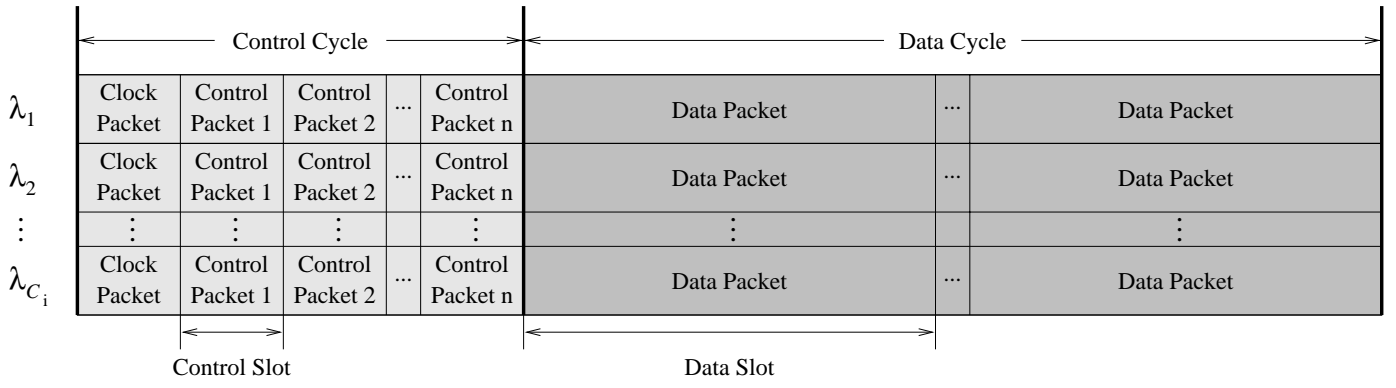 Control Cycle Data Cycle
λ1 Clock Packet Control Packet 1 Control Packet 2 ... Control Packet n Data Packet ... Data Packet
λ2 Clock Packet Control Packet 1 Control Packet 2 ... Control Packet n Data Packet ... Data Packet
⋮ ⋮ ⋮ ⋮ ⋮ ⋮ ⋮
λCi Clock Packet Control Packet 1 Control Packet 2 ... Control Packet n Data Packet ... Data Packet
Control Slot Data Slot